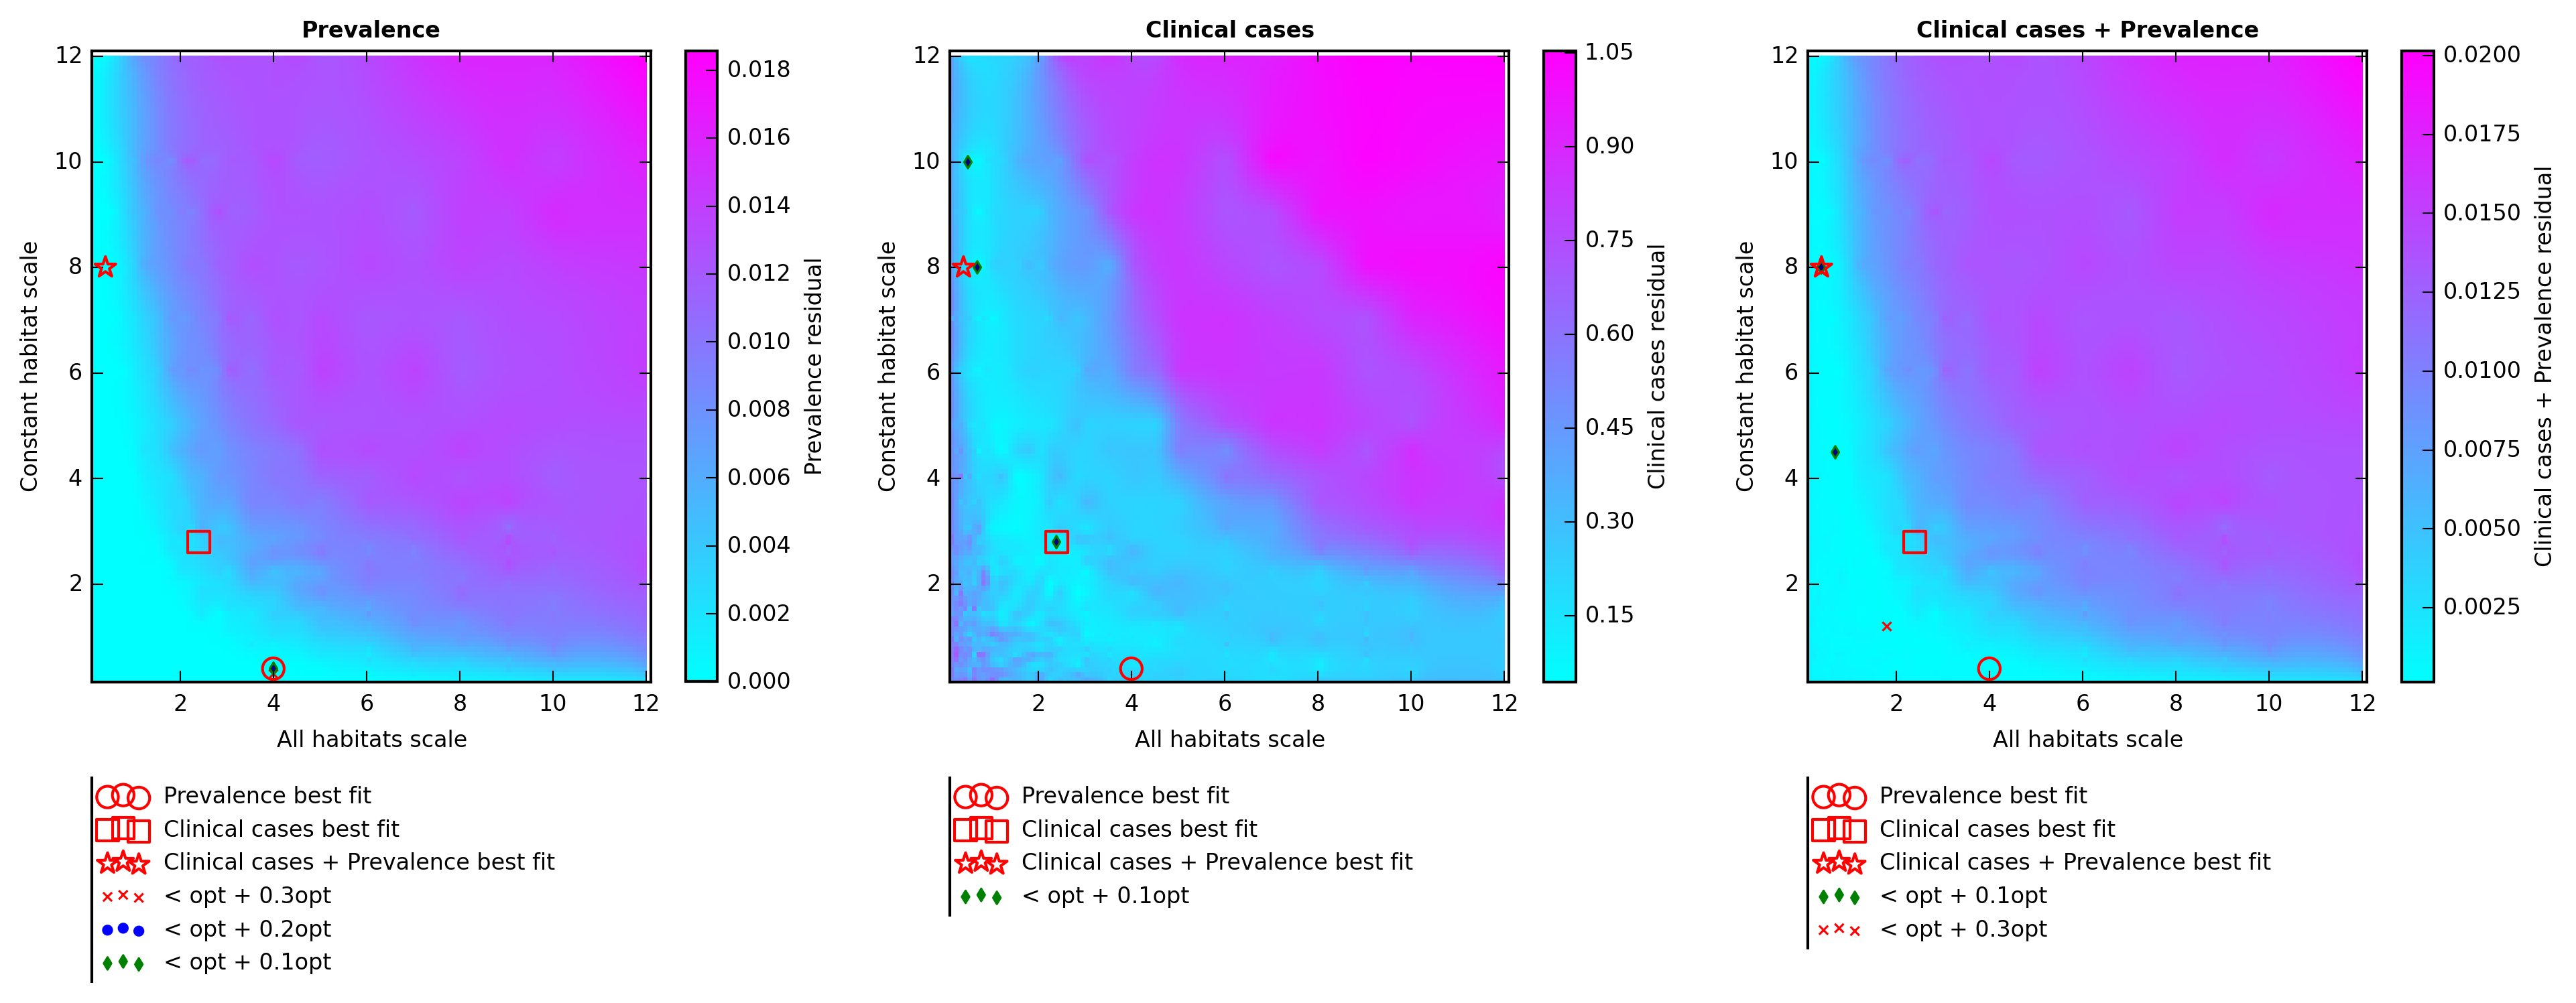 Prevalence
12
10
8
6
4
2
2 4 6 8 10 12
Constant habitat scale
All habitats scale
0.018
0.016
0.014
0.012
0.010
0.008
0.006
0.004
0.002
0.000
Prevalence residual
Prevalence best fit
Clinical cases best fit
Clinical cases + Prevalence best fit
< opt + 0.3opt
< opt + 0.2opt
< opt + 0.1opt
Clinical cases
12
10
8
6
4
2
2 4 6 8 10 12
Constant habitat scale
All habitats scale
1.05
0.90
0.75
0.60
0.45
0.30
0.15
Clinical cases residual
Prevalence best fit
Clinical cases best fit
Clinical cases + Prevalence best fit
< opt + 0.1opt
Clinical cases + Prevalence
12
10
8
6
4
2
2 4 6 8 10 12
Constant habitat scale
All habitats scale
0.0200
0.0175
0.0150
0.0125
0.0100
0.0075
0.0050
0.0025
Clinical cases + Prevalence residual
Prevalence best fit
Clinical cases best fit
Clinical cases + Prevalence best fit
< opt + 0.1opt
< opt + 0.3opt